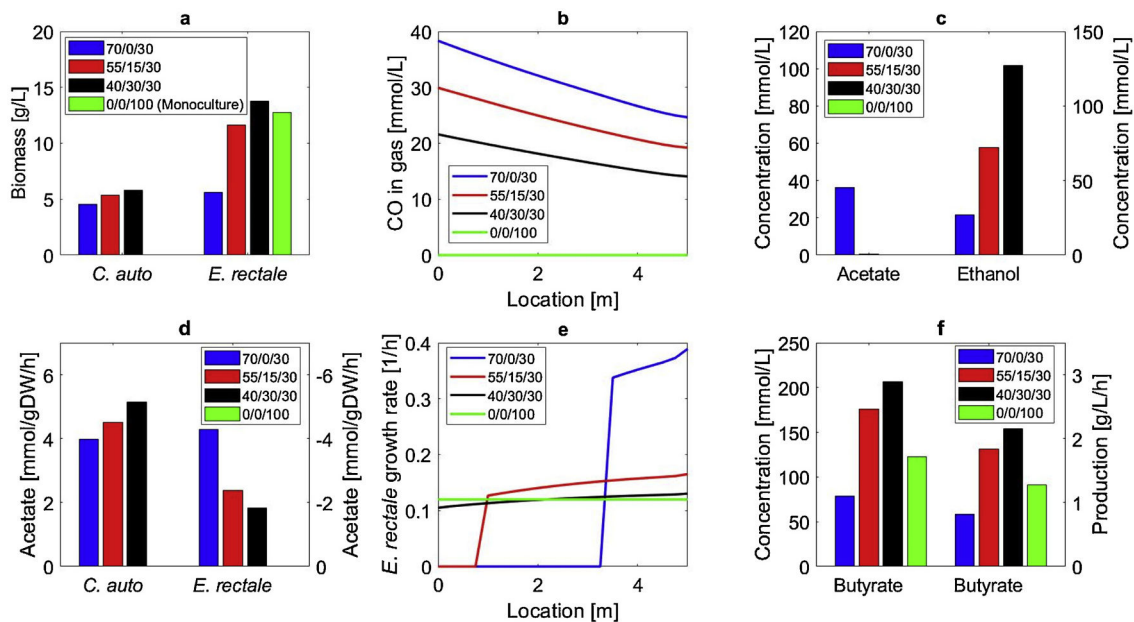 a
Biomass [g/L]
20
15
10
5
0
70/0/30
55/15/30
40/30/30
0/0/100 (Monoculture)
C. auto
E. rectale
b
CO in gas [mmol/L]
40
30
20
10
0
70/0/30
55/15/30
40/30/30
0/0/100
0
2
4
Location [m]
c
Concentration [mmol/L]
120
100
80
60
40
20
0
70/0/30
55/15/30
40/30/30
0/0/100
150
100
50
0
Concentration [mmol/L]
Acetate
Ethanol
d
Acetate [mmol/gDW/h]
6
4
2
0
70/0/30
55/15/30
40/30/30
0/0/100
-6
-4
-2
0
Acetate [mmol/gDW/h]
C. auto
E. rectale
e
E. rectale growth rate [1/h]
0.4
0.3
0.2
0.1
0
70/0/30
55/15/30
40/30/30
0/0/100
0
2
4
Location [m]
f
Concentration [mmol/L]
250
200
150
100
50
0
70/0/30
55/15/30
40/30/30
0/0/100
3
2
1
0
Production [g/L/h]
Butyrate
Butyrate